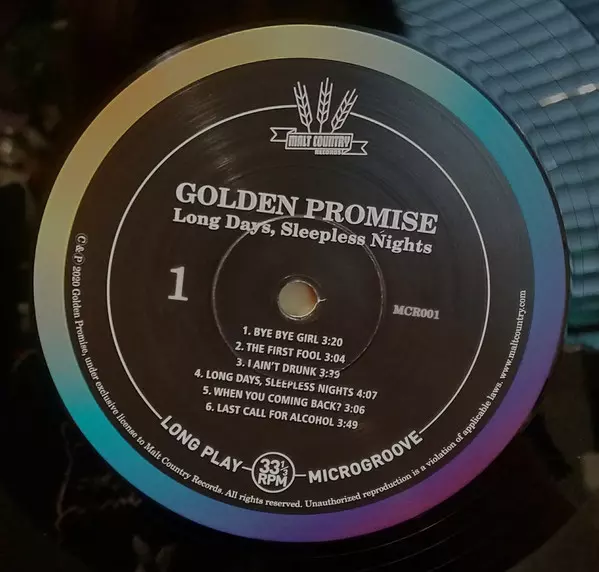 MALT COUNTRY
RECORDS
GOLDEN PROMISE
Long Days, Sleepless Nights
1
MCR001
1. BYE BYE GIRL 3:20
2. THE FIRST FOOL 3:04
3. I AIN'T DRUNK 3:39
4. LONG DAYS, SLEEPLESS NIGHTS 4:07
5. WHEN YOU COMING BACK? 3:06
6. LAST CALL FOR ALCOHOL 3:49
LONG PLAY 33 1/3 RPM MICROGROOVE
© & ℗ 2020 Golden Promise, under exclusive license to Malt Country Records. All rights reserved. Unauthorized reproduction is a violation of applicable laws. www.maltcountry.com